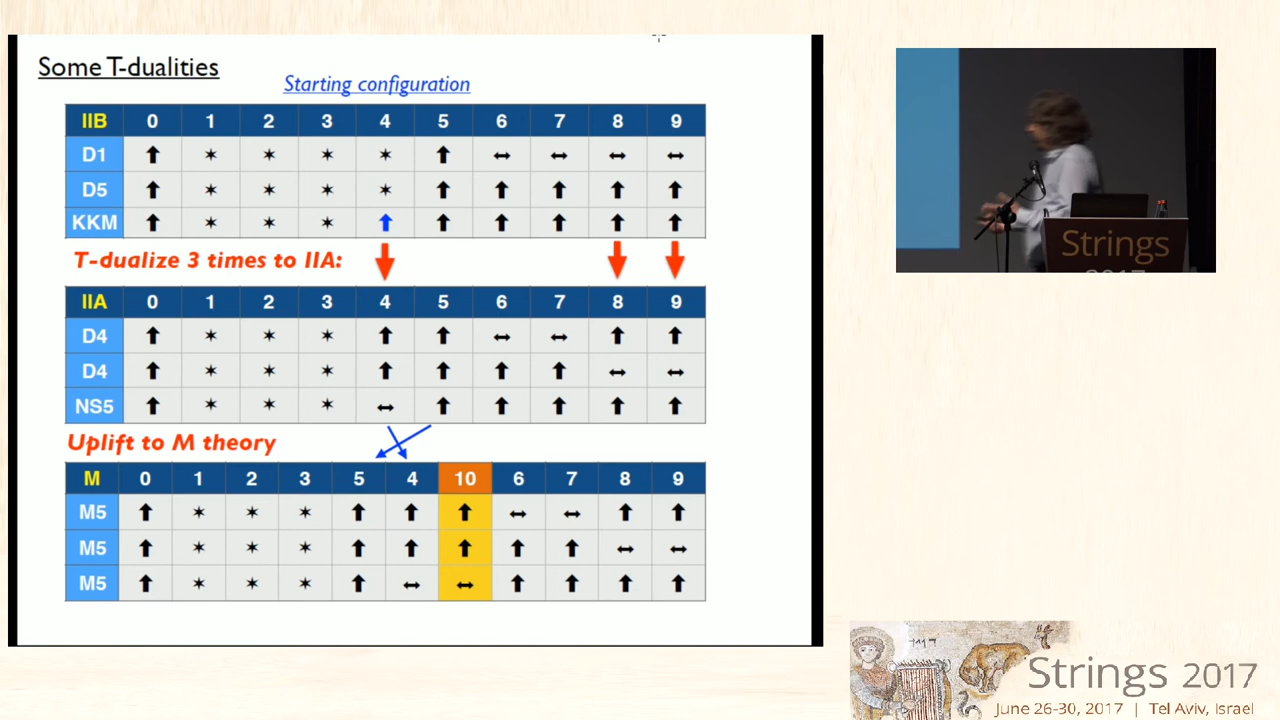 Some T-dualities
Starting configuration
IIB 0 1 2 3 4 5 6 7 8 9
D1 ⬆ ✶ ✶ ✶ ✶ ⬆ ↔ ↔ ↔ ↔
D5 ⬆ ✶ ✶ ✶ ✶ ⬆ ⬆ ⬆ ⬆ ⬆
KKM ⬆ ✶ ✶ ✶ ⬆ ⬆ ⬆ ⬆ ⬆ ⬆
T-dualize 3 times to IIA:
IIA 0 1 2 3 4 5 6 7 8 9
D4 ⬆ ✶ ✶ ✶ ⬆ ⬆ ↔ ↔ ⬆ ⬆
D4 ⬆ ✶ ✶ ✶ ⬆ ⬆ ⬆ ⬆ ↔ ↔
NS5 ⬆ ✶ ✶ ✶ ↔ ⬆ ⬆ ⬆ ⬆ ⬆
Uplift to M theory
M 0 1 2 3 5 4 10 6 7 8 9
M5 ⬆ ✶ ✶ ✶ ⬆ ⬆ ⬆ ↔ ↔ ⬆ ⬆
M5 ⬆ ✶ ✶ ✶ ⬆ ⬆ ⬆ ⬆ ⬆ ↔ ↔
M5 ⬆ ✶ ✶ ✶ ⬆ ↔ ↔ ⬆ ⬆ ⬆ ⬆
Strings
2017
Strings 2017
June 26-30, 2017 | Tel Aviv, Israel